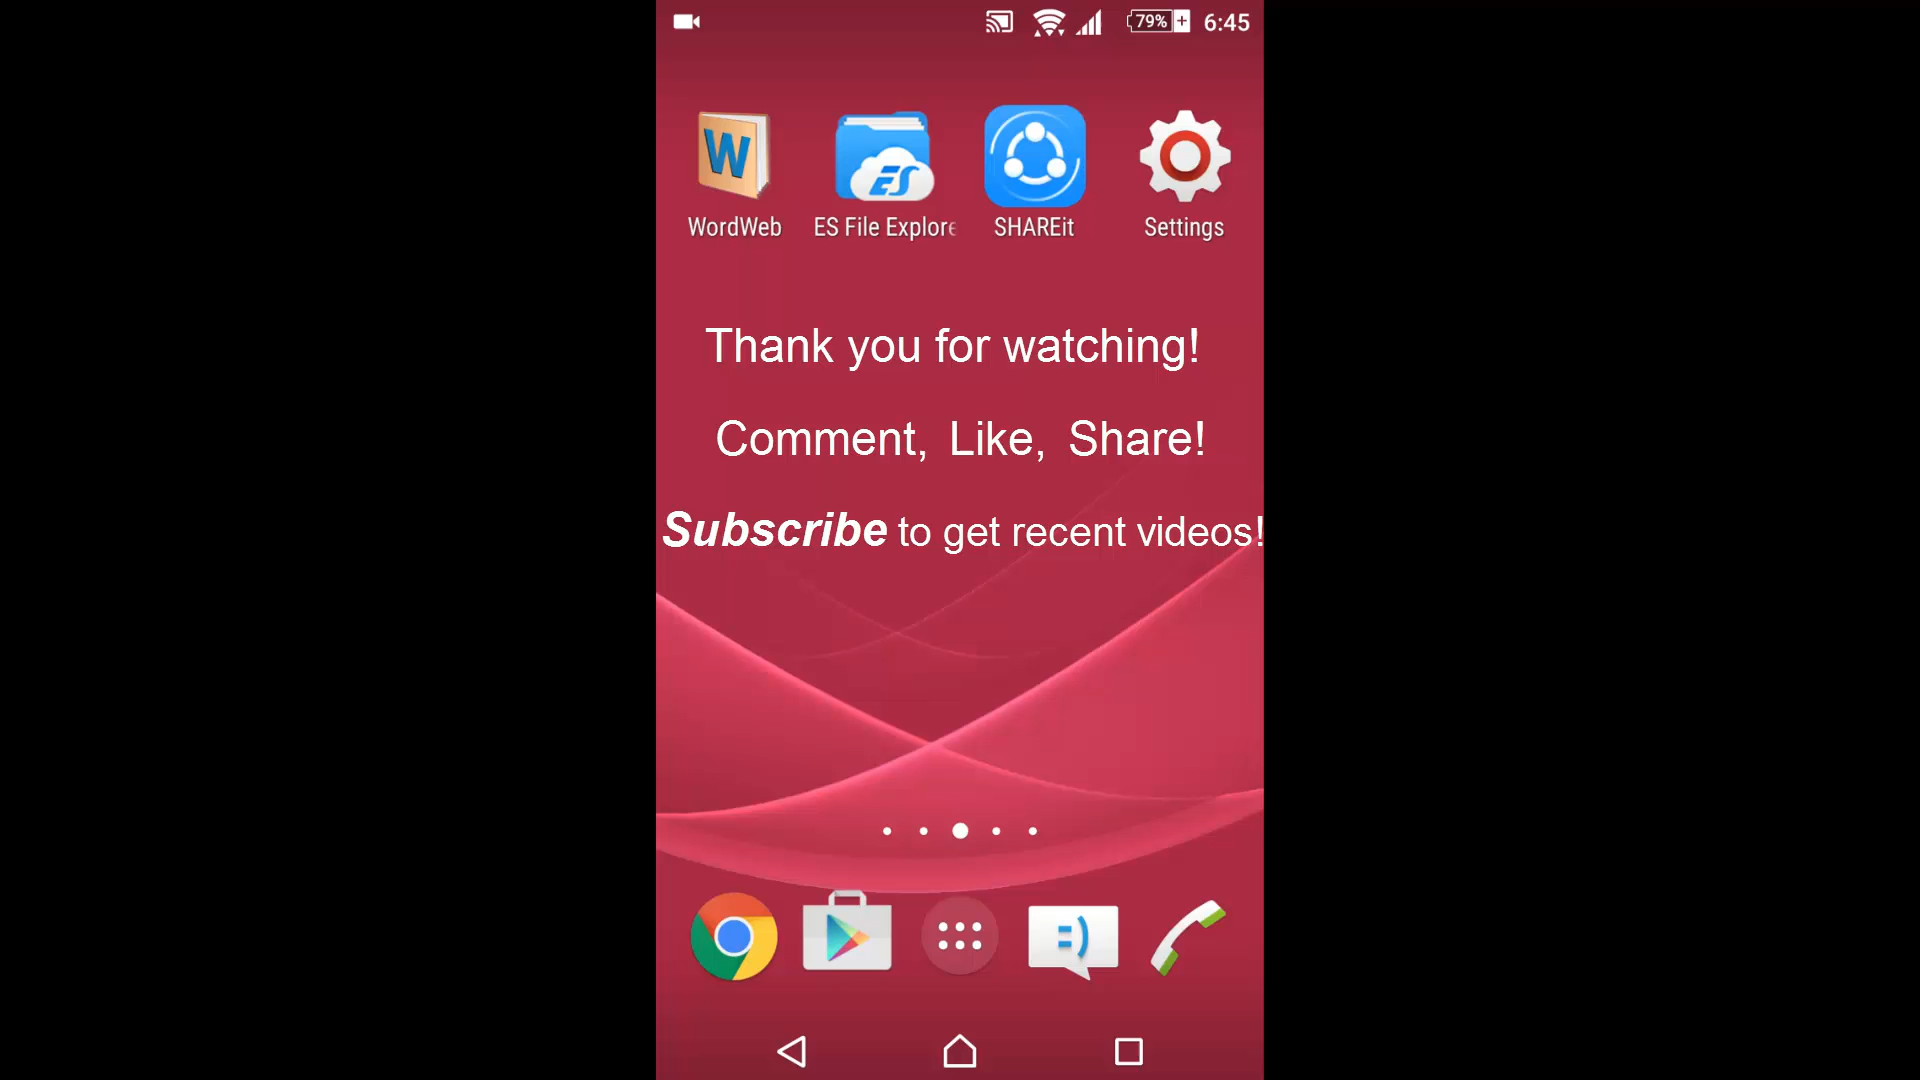 79% 6:45
W ES
WordWeb ES File Explore SHAREit Settings
Thank you for watching!
Comment, Like, Share!
Subscribe to get recent videos!
=)